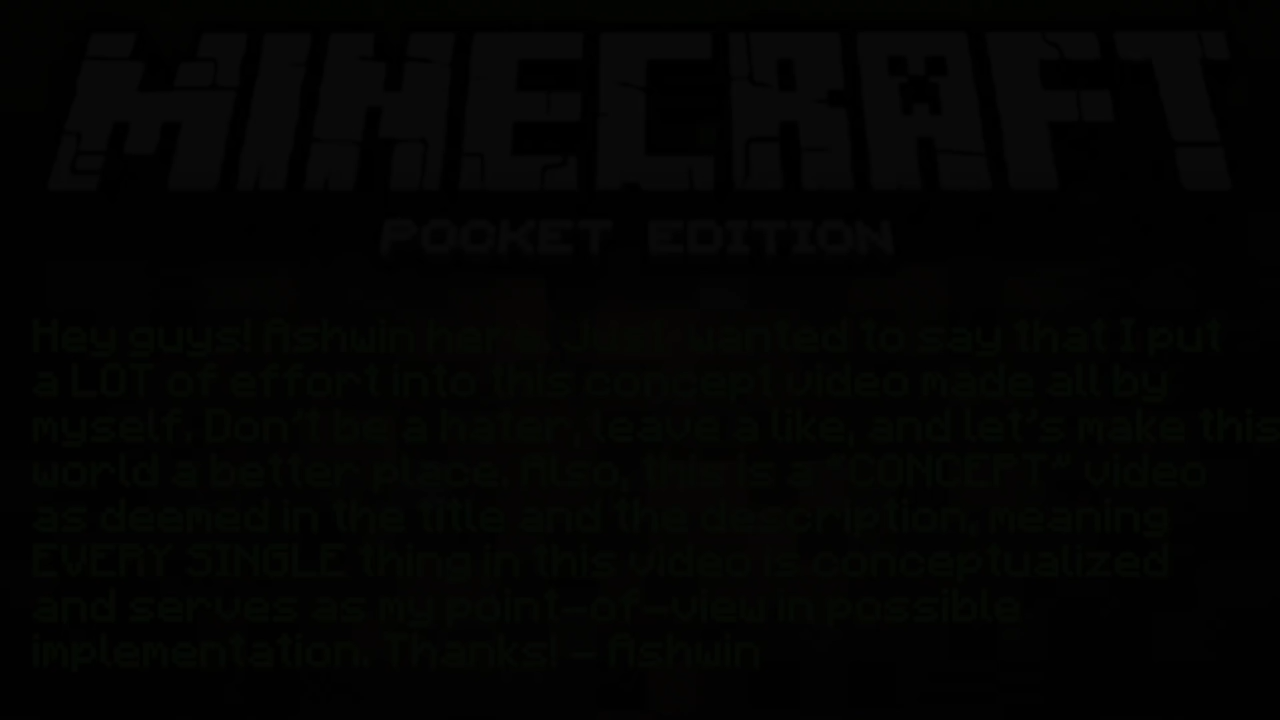 MINECRAFT
POCKET EDITION
Hey guys! Ashwin here. Just wanted to say that I put
a LOT of effort into this concept video made all by
myself. Don't be a hater, leave a like, and let's make this
world a better place. Also, this is a "CONCEPT" video
as deemed in the title and the description, meaning
EVERY SINGLE thing in this video is conceptualized
and serves as my point-of-view in possible
implementation. Thanks! - Ashwin